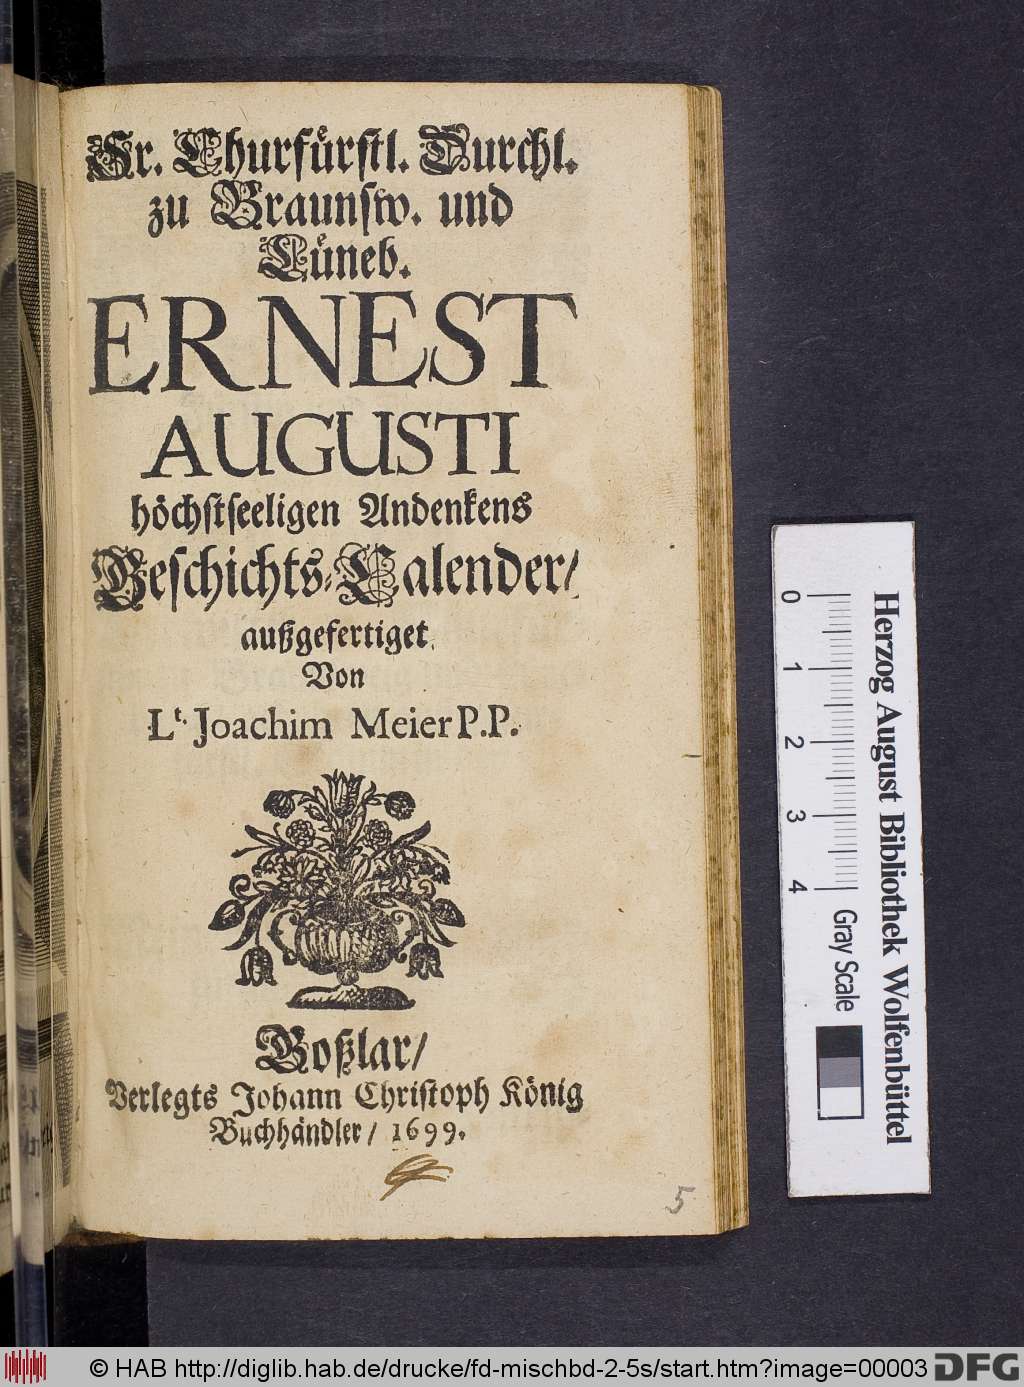 Sr. Churfürstl. Durchl.
zu Braunsw. und
Lüneb.
ERNEST
AUGUSTI
höchstseeligen Andenkens
Geschichts-Calender/
außgefertiget
Von
Lt. Joachim Meier P.P.
Goßlar/
Verlegts Johann Christoph König
Buchhändler/ 1699.
5
Herzog August Bibliothek Wolfenbüttel
0 1 2 3 4 Gray Scale
© HAB http://diglib.hab.de/drucke/fd-mischbd-2-5s/start.htm?image=00003 DFG